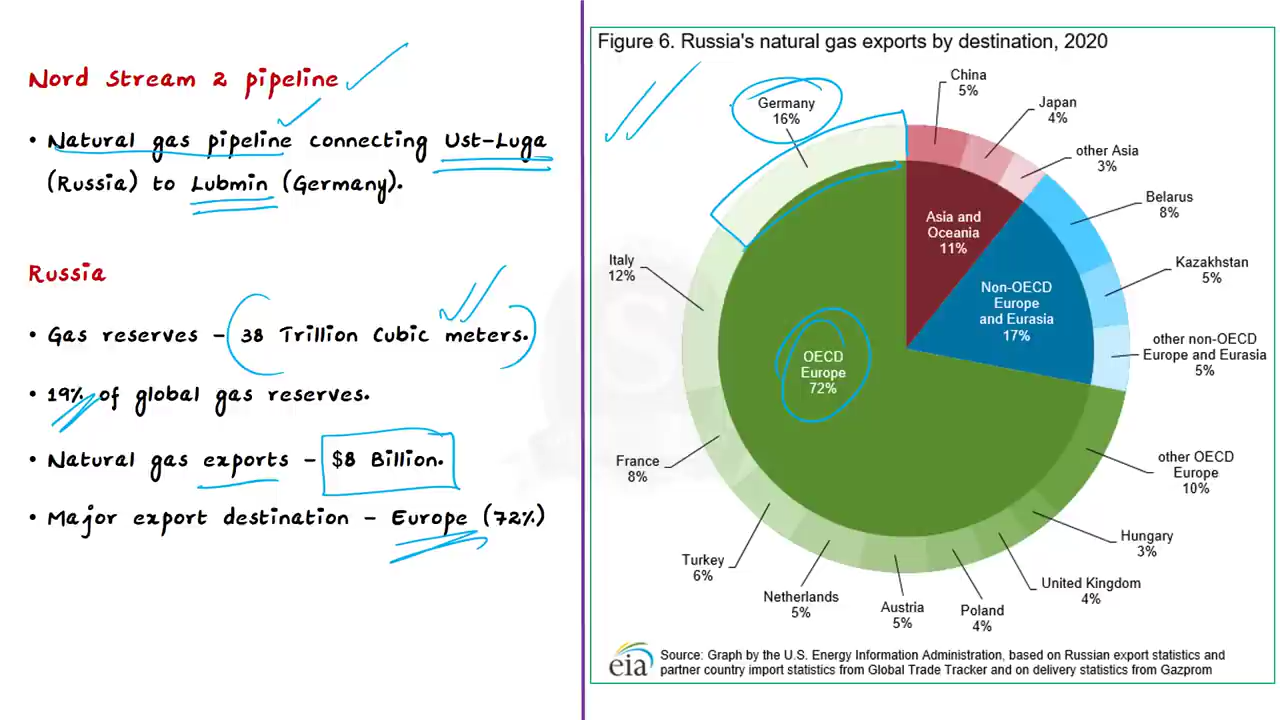 Nord Stream 2 pipeline
• Natural gas pipeline connecting Ust-Luga
(Russia) to Lubmin (Germany).
Russia
• Gas reserves – 38 Trillion Cubic meters.
• 19% of global gas reserves.
• Natural gas exports – $8 Billion.
• Major export destination – Europe (72%)
Figure 6. Russia's natural gas exports by destination, 2020
China
5%
Japan
4%
other Asia
3%
Belarus
8%
Kazakhstan
5%
other non-OECD
Europe and Eurasia
5%
other OECD
Europe
10%
Hungary
3%
United Kingdom
4%
Poland
4%
Austria
5%
Netherlands
5%
Turkey
6%
France
8%
Italy
12%
Germany
16%
Asia and
Oceania
11%
Non-OECD
Europe
and Eurasia
17%
OECD
Europe
72%
eia
Source: Graph by the U.S. Energy Information Administration, based on Russian export statistics and
partner country import statistics from Global Trade Tracker and on delivery statistics from Gazprom